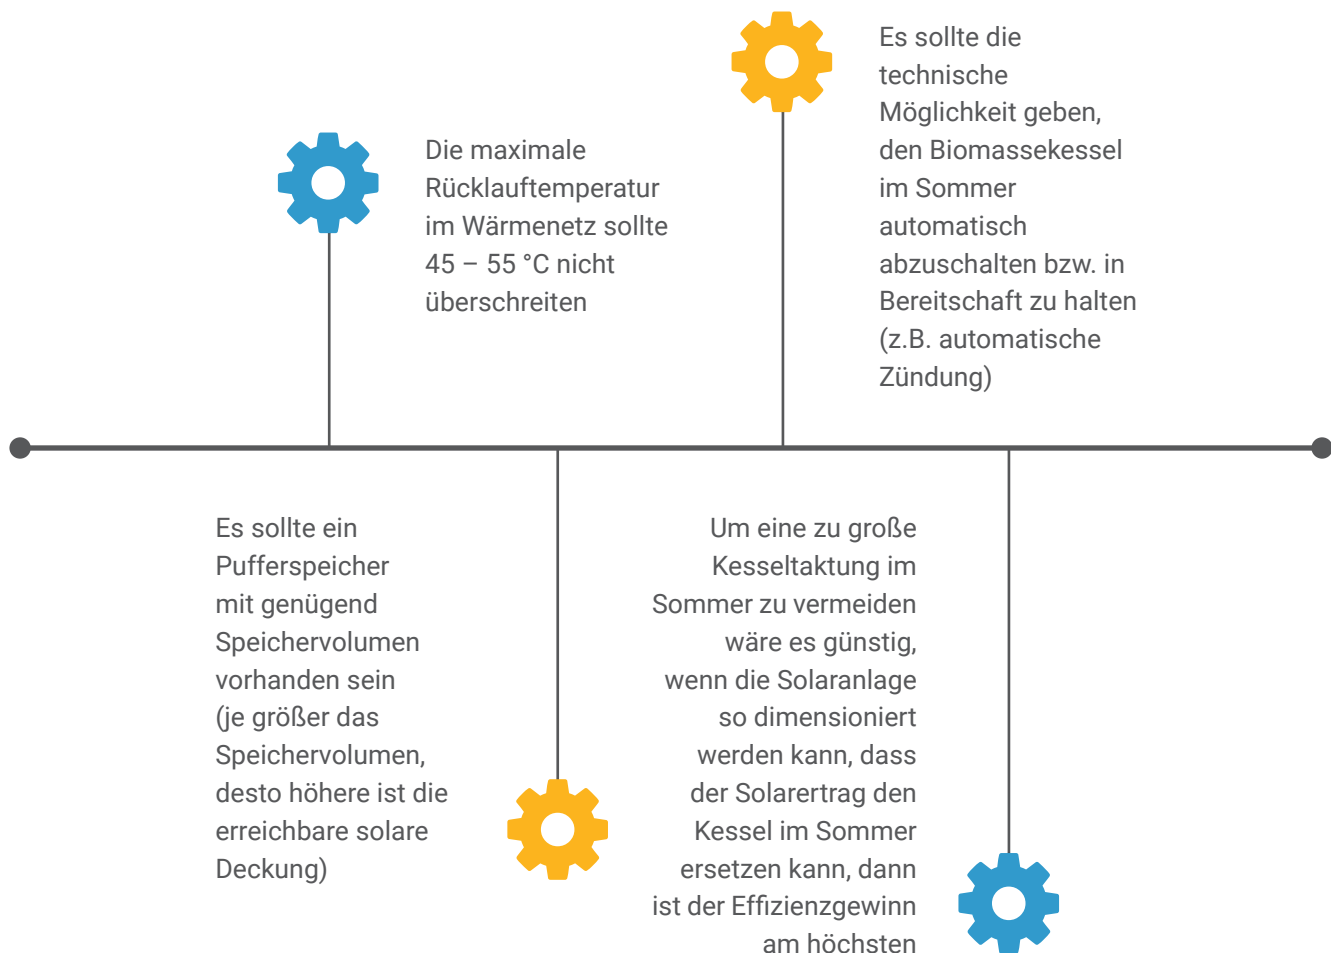 Die maximale
Rücklauftemperatur
im Wärmenetz sollte
45 – 55 °C nicht
überschreiten
Es sollte die
technische
Möglichkeit geben,
den Biomassekessel
im Sommer
automatisch
abzuschalten bzw. in
Bereitschaft zu halten
(z.B. automatische
Zündung)
Es sollte ein
Pufferspeicher
mit genügend
Speichervolumen
vorhanden sein
(je größer das
Speichervolumen,
desto höhere ist die
erreichbare solare
Deckung)
Um eine zu große
Kesseltaktung im
Sommer zu vermeiden
wäre es günstig,
wenn die Solaranlage
so dimensioniert
werden kann, dass
der Solarertrag den
Kessel im Sommer
ersetzen kann, dann
ist der Effizienzgewinn
am höchsten